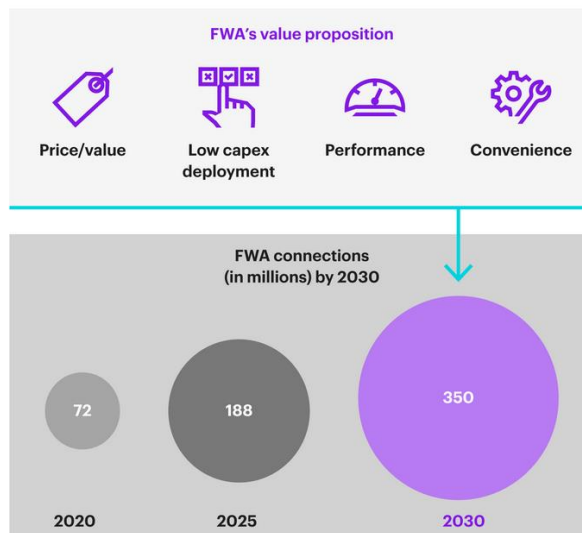 FWA's value proposition
Price/value
Low capex
deployment
Performance
Convenience
FWA connections
(in millions) by 2030
72
188
350
2020
2025
2030